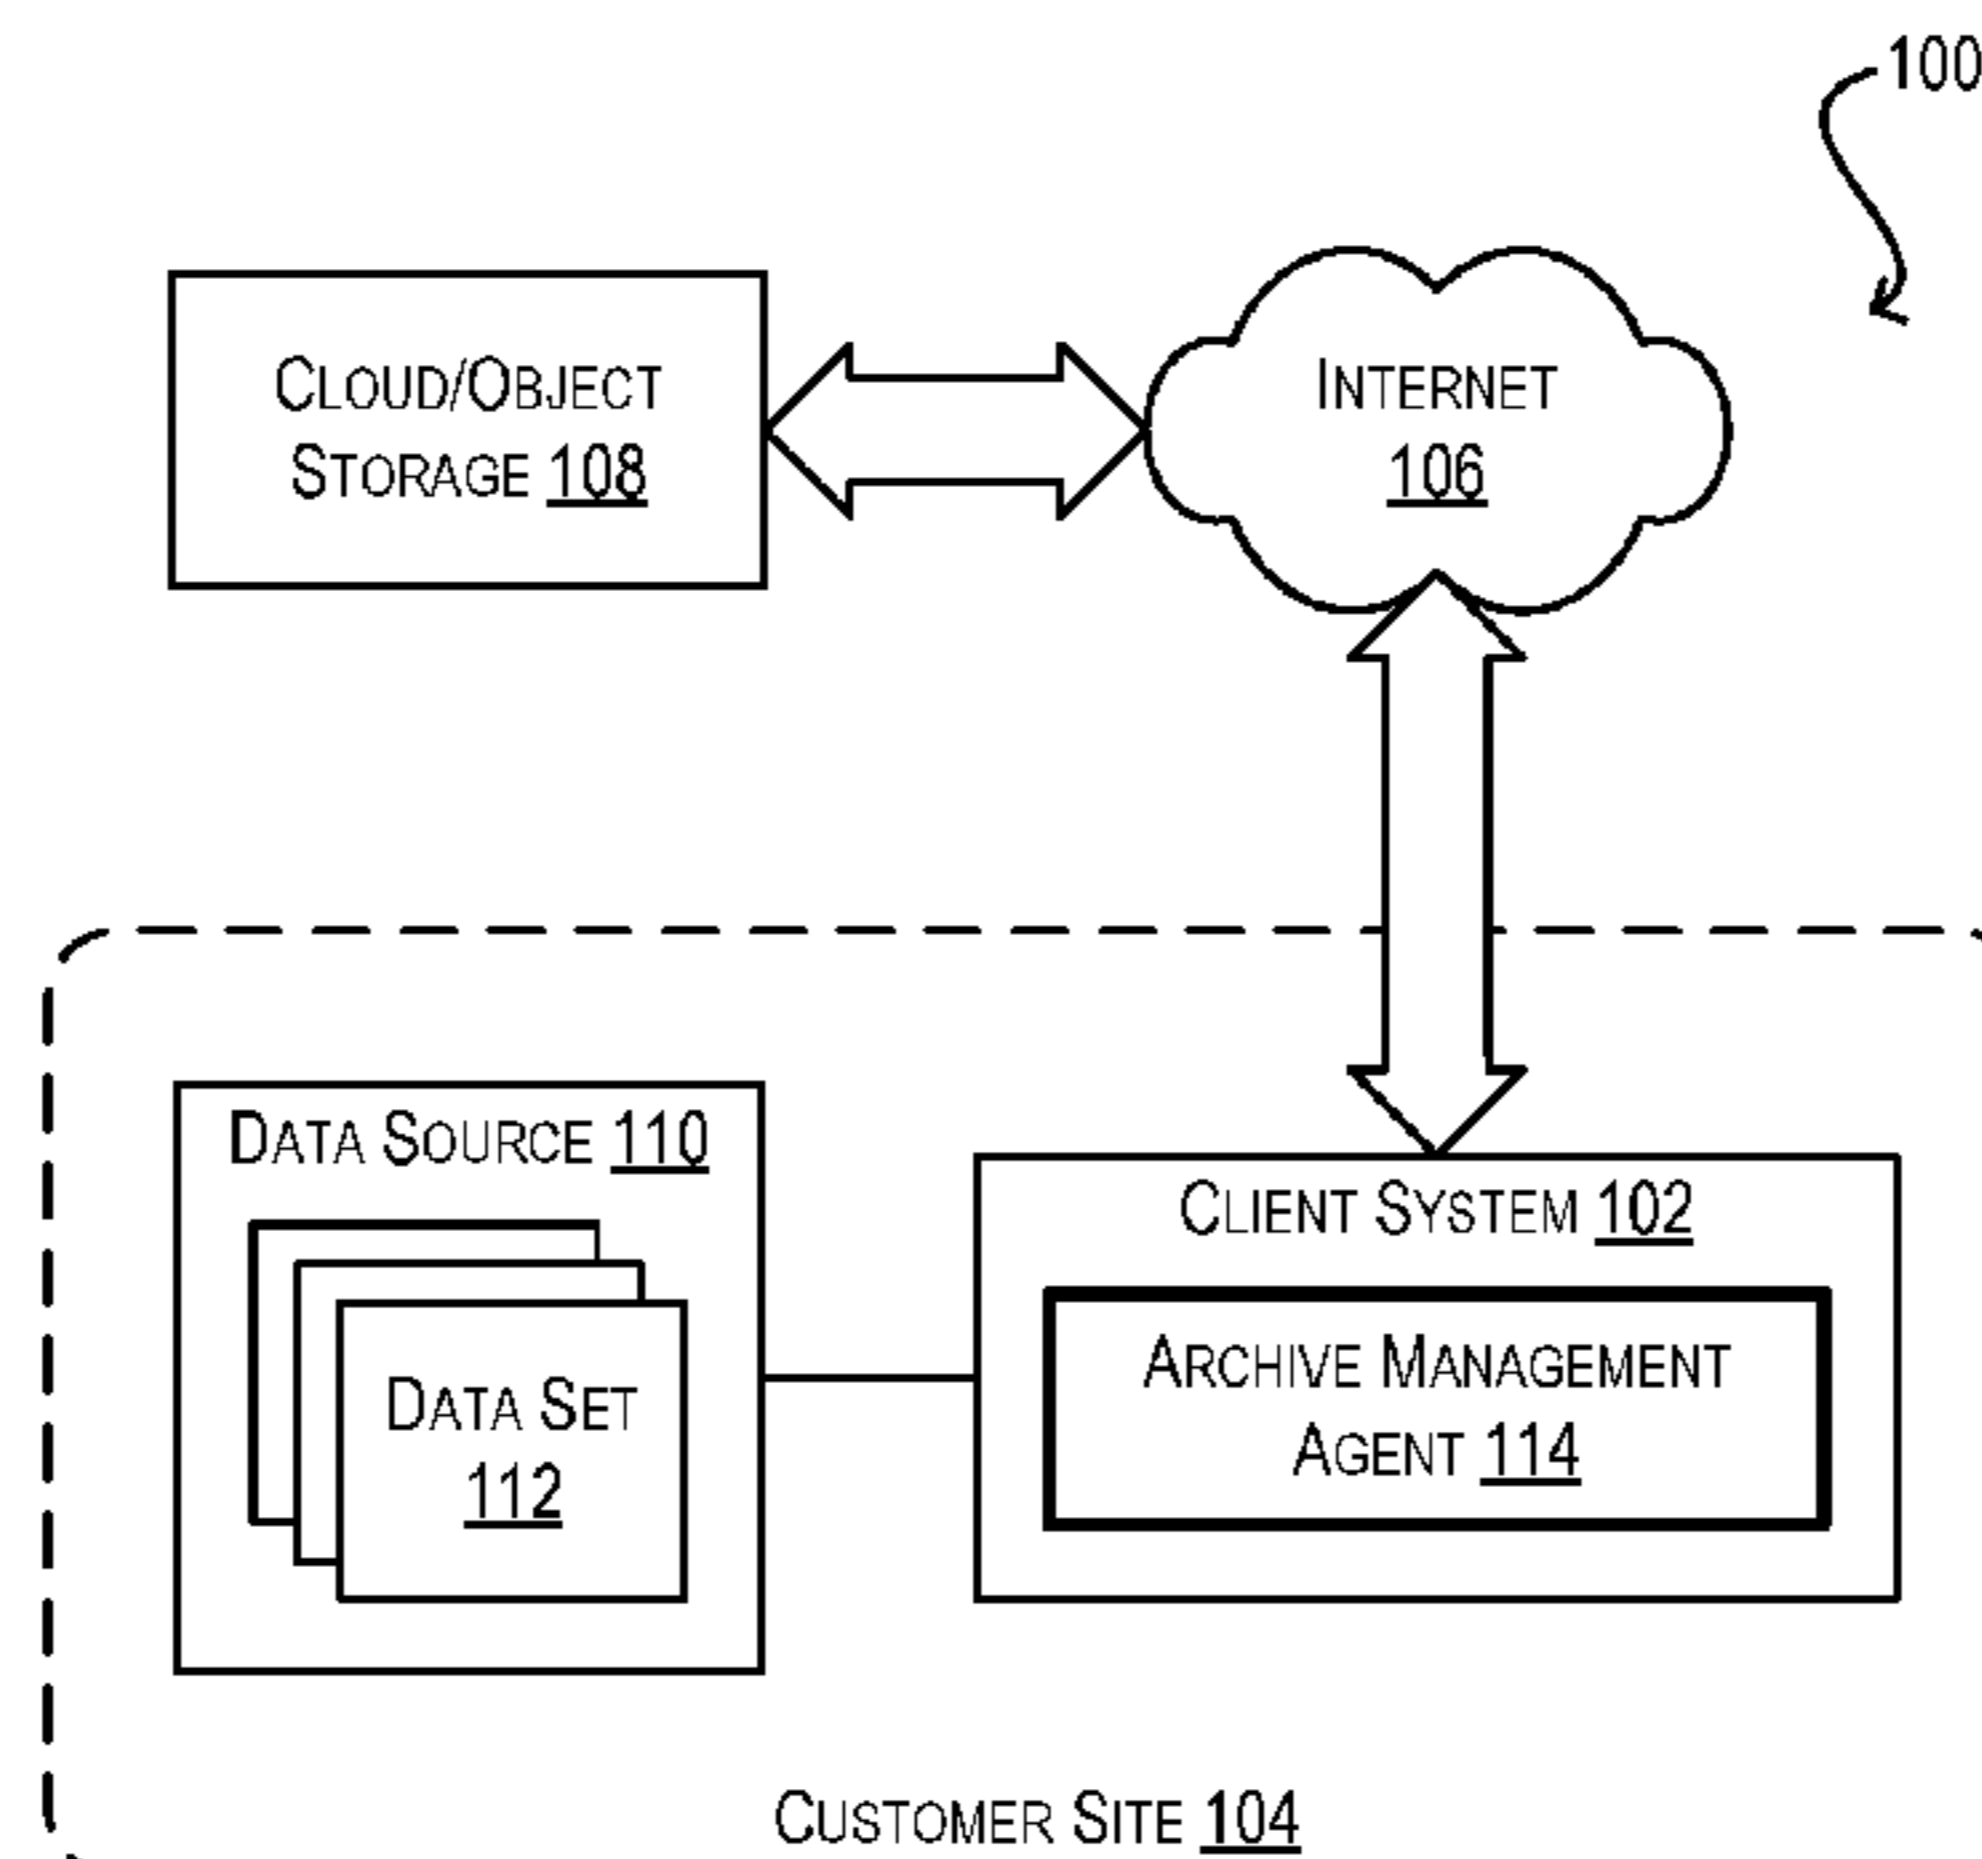 100
CLOUD/OBJECT
STORAGE 108
INTERNET
106
DATA SOURCE 110
DATA SET
112
CLIENT SYSTEM 102
ARCHIVE MANAGEMENT
AGENT 114
CUSTOMER SITE 104